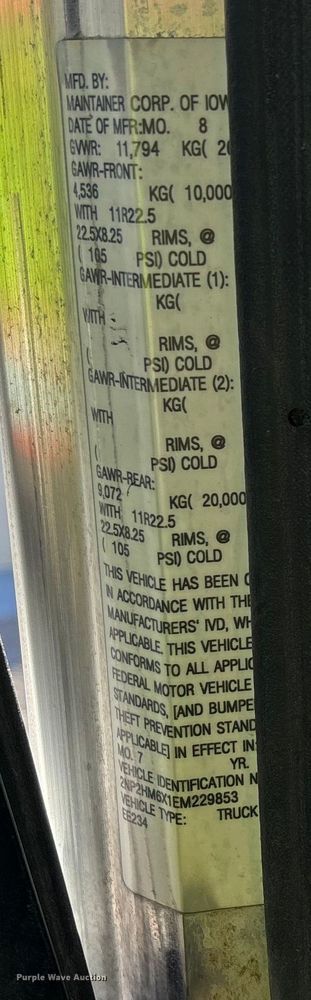 MFD. BY:
MAINTAINER CORP. OF IOW
DATE OF MFR:MO. 8
GVWR: 11,794 KG( 2
GAWR-FRONT:
4,536 KG( 10,000
WITH 11R22.5
22.5X8.25 RIMS, @
( 105 PSI) COLD
GAWR-INTERMEDIATE (1):
KG(
WITH
RIMS, @
( PSI) COLD
GAWR-INTERMEDIATE (2):
KG(
WITH
RIMS, @
( PSI) COLD
GAWR-REAR:
9,072 KG( 20,000
WITH 11R22.5
22.5X8.25 RIMS, @
( 105 PSI) COLD
THIS VEHICLE HAS BEEN
IN ACCORDANCE WITH THE
MANUFACTURERS' IVD, WH
APPLICABLE. THIS VEHICLE
CONFORMS TO ALL APPLIC
FEDERAL MOTOR VEHICLE
STANDARDS, [AND BUMPE
THEFT PREVENTION STAND
APPLICABLE] IN EFFECT IN
MO. 7 YR.
VEHICLE IDENTIFICATION N
2NP2HM6X1EM229853
VEHICLE TYPE: TRUCK
EB234
Purple Wave Auction